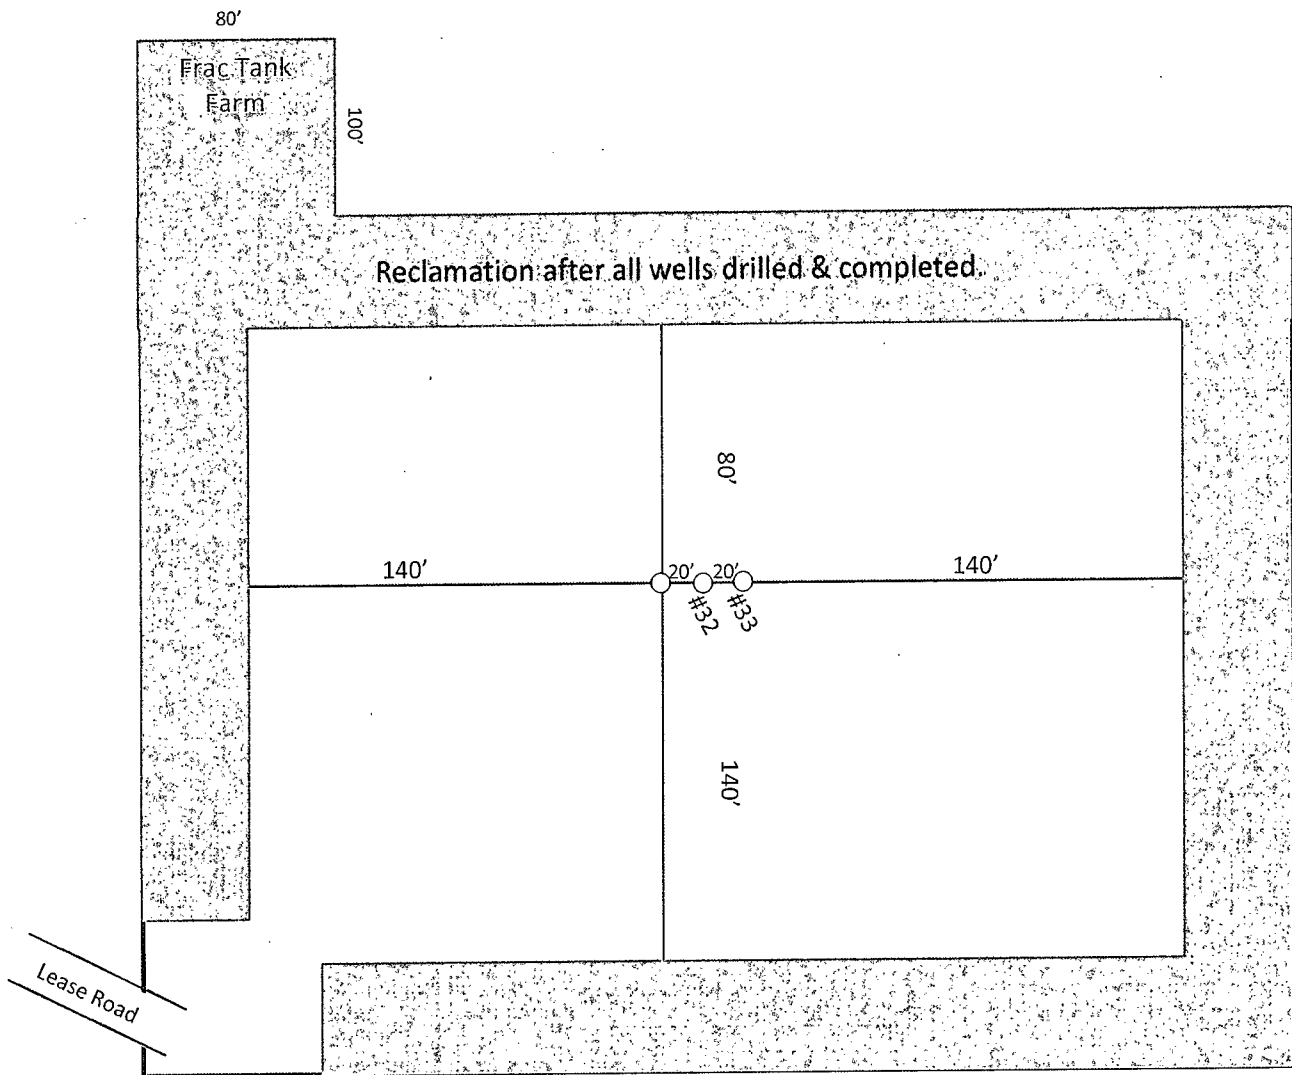 80’
Frac Tank
Farm
100’
Reclamation after all wells drilled & completed.
80’
140’
20’
20’
140’
#32
#33
140’
Lease Road